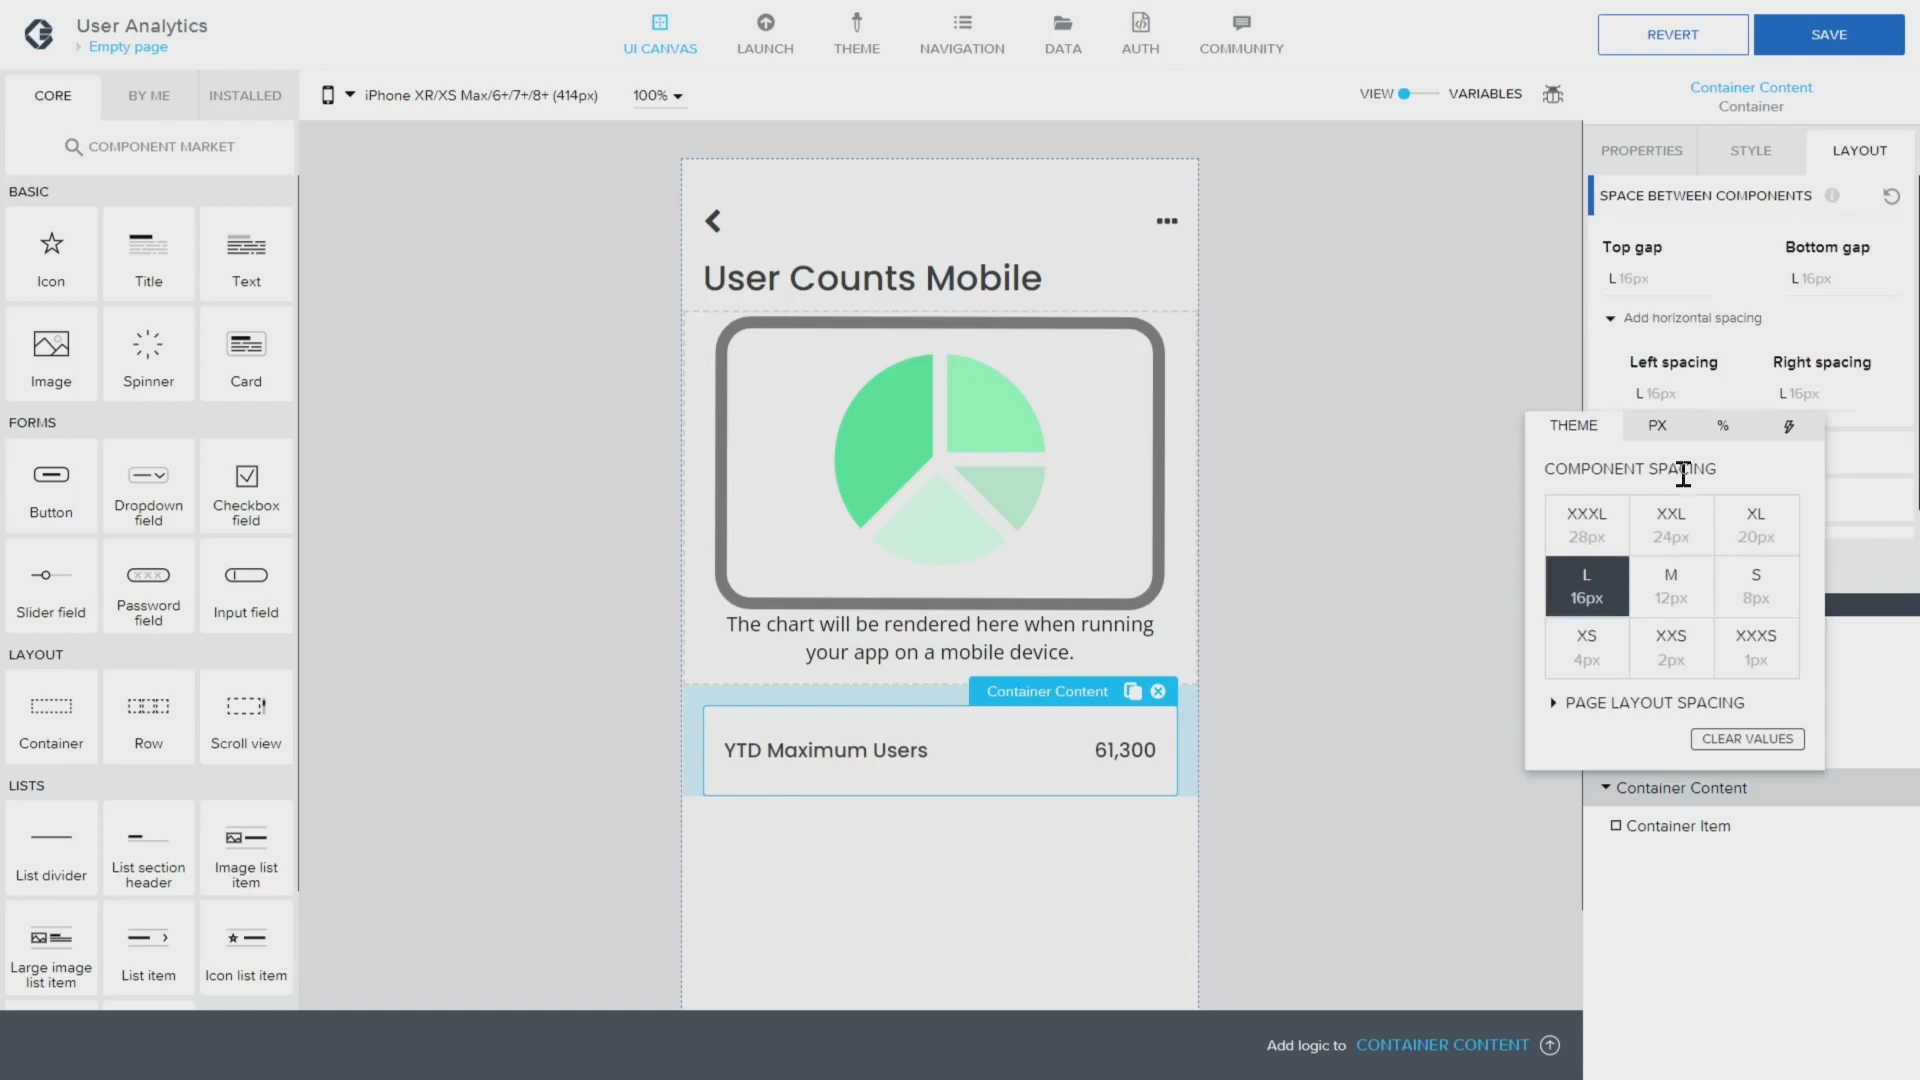 User Analytics
Empty page
UI CANVAS
LAUNCH
THEME
NAVIGATION
DATA
AUTH
COMMUNITY
REVERT
SAVE
CORE
BY ME
INSTALLED
iPhone XR/XS Max/6+/7+/8+ (414px)
100%
VIEW
VARIABLES
Container Content
Container
COMPONENT MARKET
PROPERTIES
STYLE
LAYOUT
BASIC
Icon
Title
Text
Image
Spinner
Card
FORMS
Button
Dropdown
field
Checkbox
field
Slider field
Password
field
Input field
LAYOUT
Container
Row
Scroll view
LISTS
List divider
List section
header
Image list
item
Large image
list item
List item
Icon list item
User Counts Mobile
The chart will be rendered here when running
your app on a mobile device.
Container Content
YTD Maximum Users
61,300
SPACE BETWEEN COMPONENTS
Top gap
Bottom gap
L 16px
L 16px
Add horizontal spacing
Left spacing
Right spacing
L 16px
L 16px
THEME
PX
%
COMPONENT SPACING
XXXL
28px
XXL
24px
XL
20px
L
16px
M
12px
S
8px
XS
4px
XXS
2px
XXXS
1px
PAGE LAYOUT SPACING
CLEAR VALUES
Container Content
Container Item
Add logic to CONTAINER CONTENT